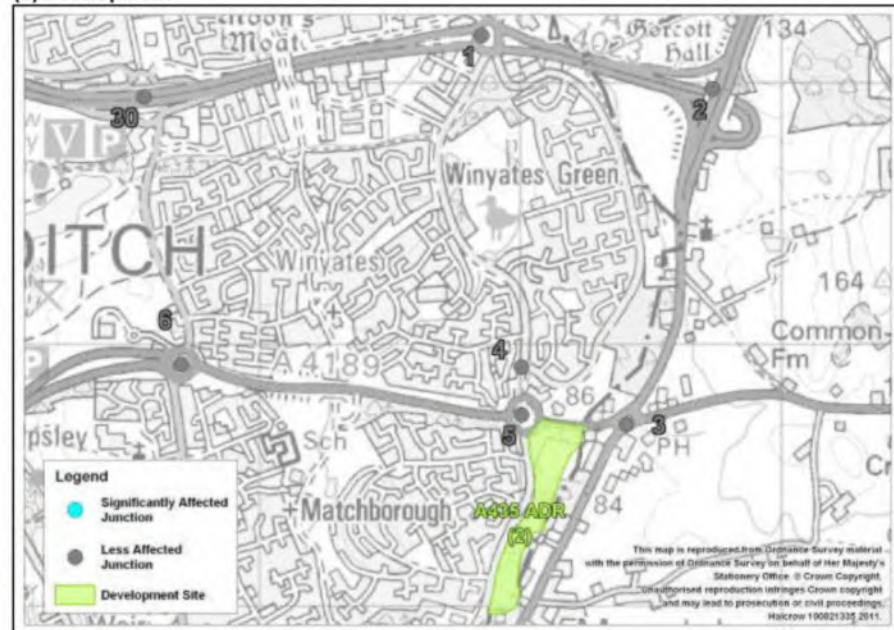 Moat
Gorcott
Hall
134
1
2
30
V P
Winyates Green
DITCH
Winyates
164
6
Common
Fm
A 4189
4
86
5
3
PH
Sch
84
Matchborough
A435 ADR
(2)
Legend
Significantly Affected
Junction
Less Affected
Junction
Development Site
This map is reproduced from Ordnance Survey material
with the permission of Ordnance Survey on behalf of Her Majesty's
Stationery Office © Crown Copyright.
Unauthorised reproduction infringes Crown copyright
and may lead to prosecution or civil proceedings.
Halcrow 100021335 2011.